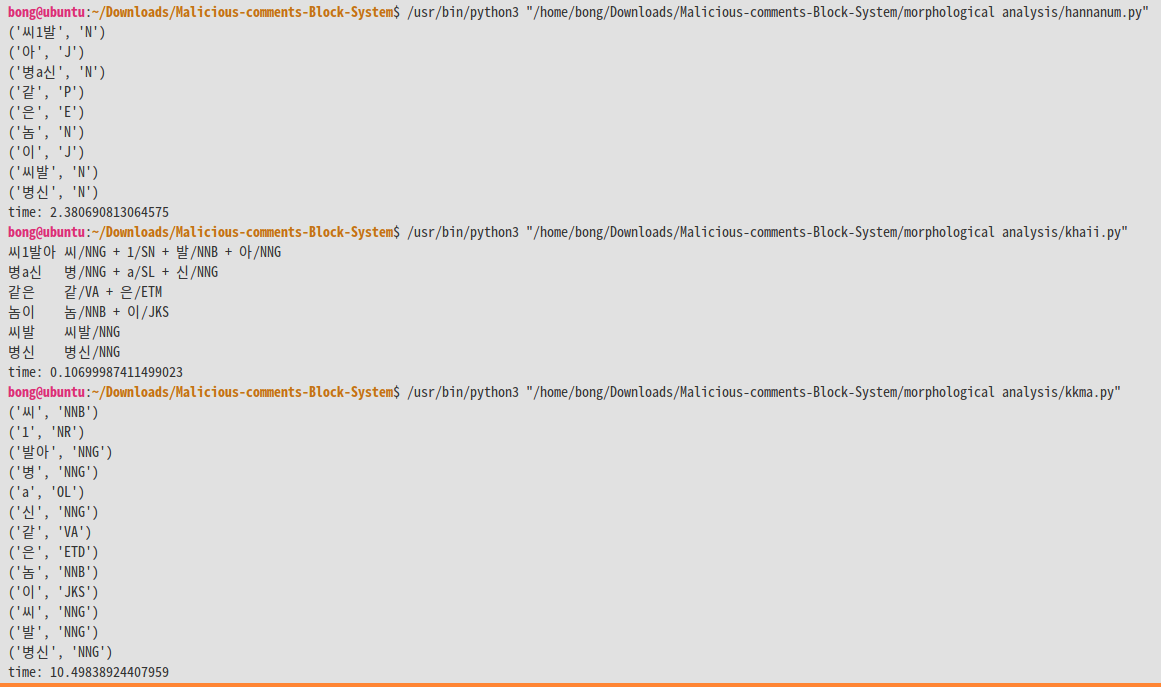 bong@ubuntu:~/Downloads/Malicious-comments-Block-System$ /usr/bin/python3 "/home/bong/Downloads/Malicious-comments-Block-System/morphological analysis/hannanum.py"
('씨1발', 'N')
('아', 'J')
('병a신', 'N')
('같', 'P')
('은', 'E')
('놈', 'N')
('이', 'J')
('씨발', 'N')
('병신', 'N')
time: 2.380690813064575
bong@ubuntu:~/Downloads/Malicious-comments-Block-System$ /usr/bin/python3 "/home/bong/Downloads/Malicious-comments-Block-System/morphological analysis/khaii.py"
씨1발아 씨/NNG + 1/SN + 발/NNB + 아/NNG
병a신 병/NNG + a/SL + 신/NNG
같은 같/VA + 은/ETM
놈이 놈/NNB + 이/JKS
씨발 씨발/NNG
병신 병신/NNG
time: 0.10699987411499023
bong@ubuntu:~/Downloads/Malicious-comments-Block-System$ /usr/bin/python3 "/home/bong/Downloads/Malicious-comments-Block-System/morphological analysis/kkma.py"
('씨', 'NNB')
('1', 'NR')
('발아', 'NNG')
('병', 'NNG')
('a', 'OL')
('신', 'NNG')
('같', 'VA')
('은', 'ETD')
('놈', 'NNB')
('이', 'JKS')
('씨', 'NNG')
('발', 'NNG')
('병신', 'NNG')
time: 10.49838924407959